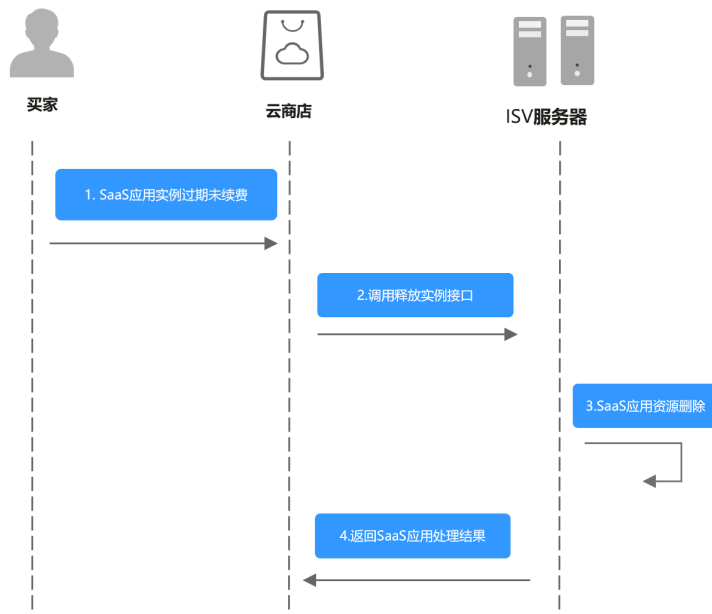 买家
云商店
ISV服务器
1. SaaS应用实例过期未续费
2.调用释放实例接口
3.SaaS应用资源删除
4.返回SaaS应用处理结果